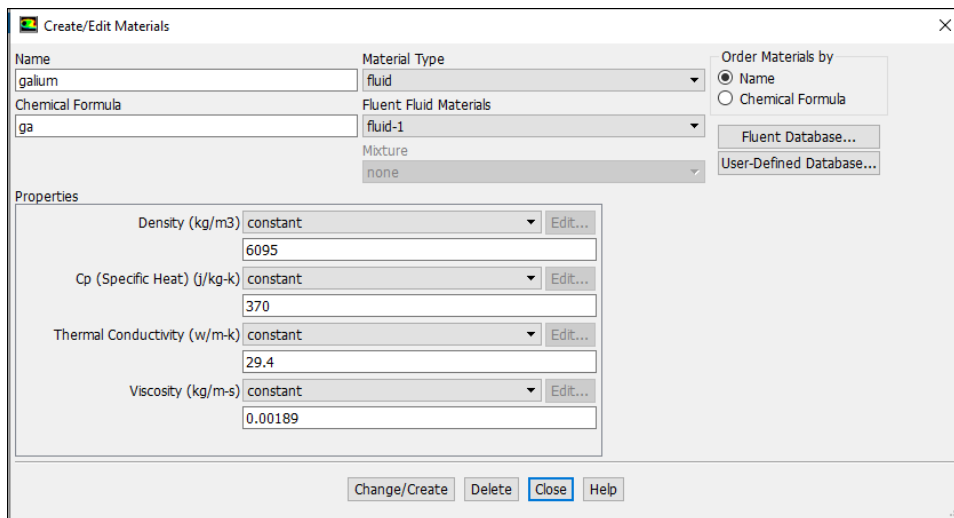 Create/Edit Materials
Name
galium
Chemical Formula
ga
Material Type
fluid
Fluent Fluid Materials
fluid-1
Mixture
none
Order Materials by
Name
Chemical Formula
Fluent Database...
User-Defined Database...
Properties
Density (kg/m3) constant Edit...
6095
Cp (Specific Heat) (j/kg-k) constant Edit...
370
Thermal Conductivity (w/m-k) constant Edit...
29.4
Viscosity (kg/m-s) constant Edit...
0.00189
Change/Create Delete Close Help